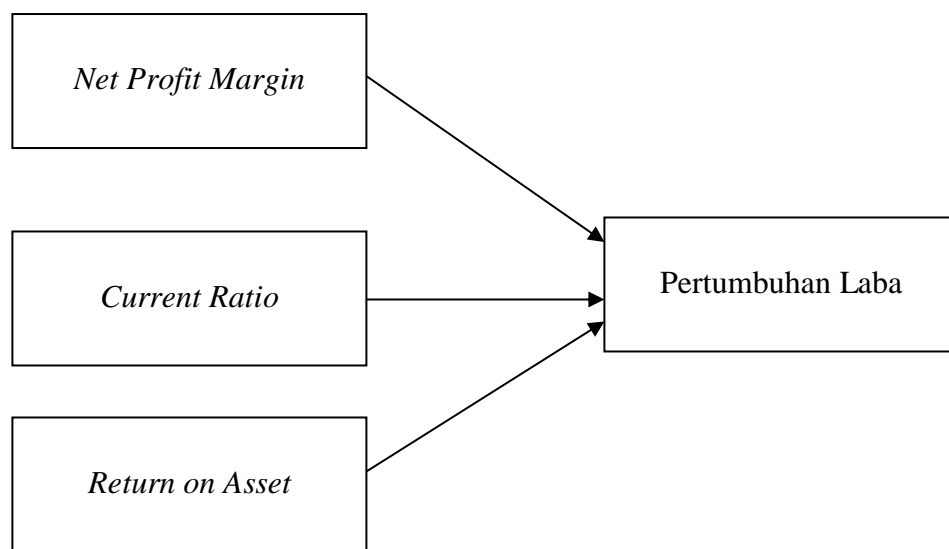 Net Profit Margin
Current Ratio
Pertumbuhan Laba
Return on Asset